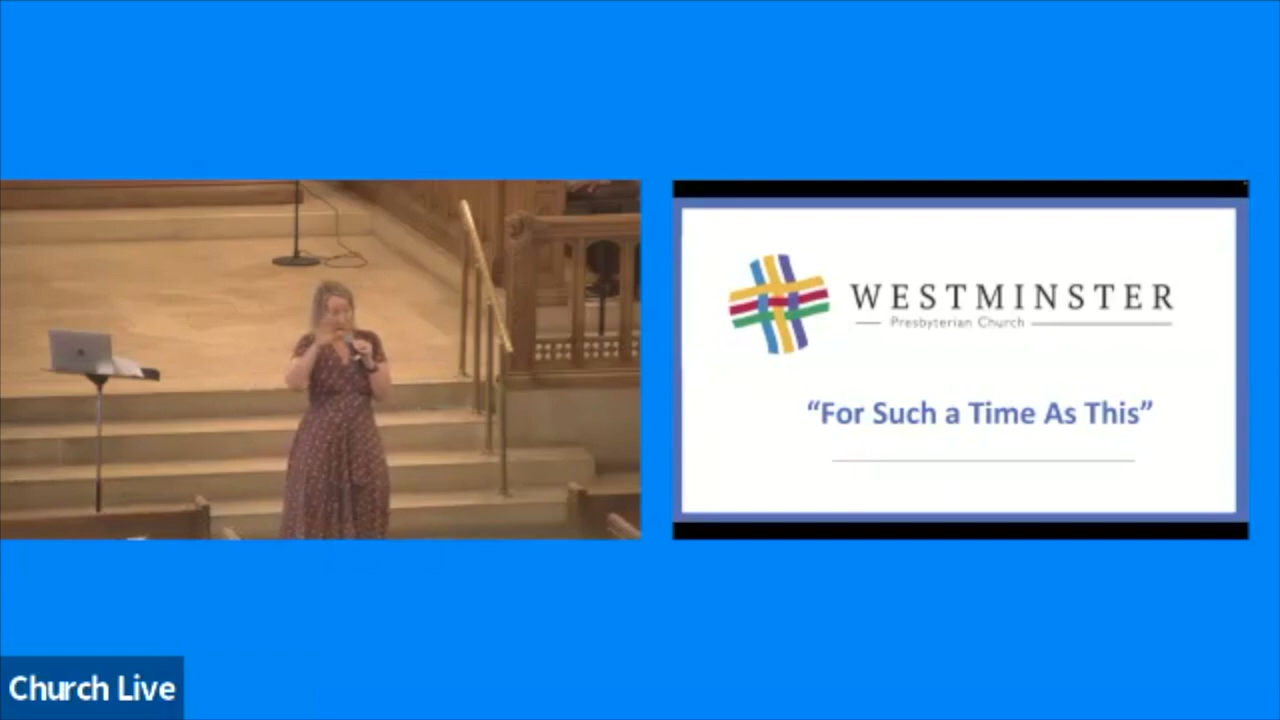 WESTMINSTER
Presbyterian Church
“For Such a Time As This”
Church Live